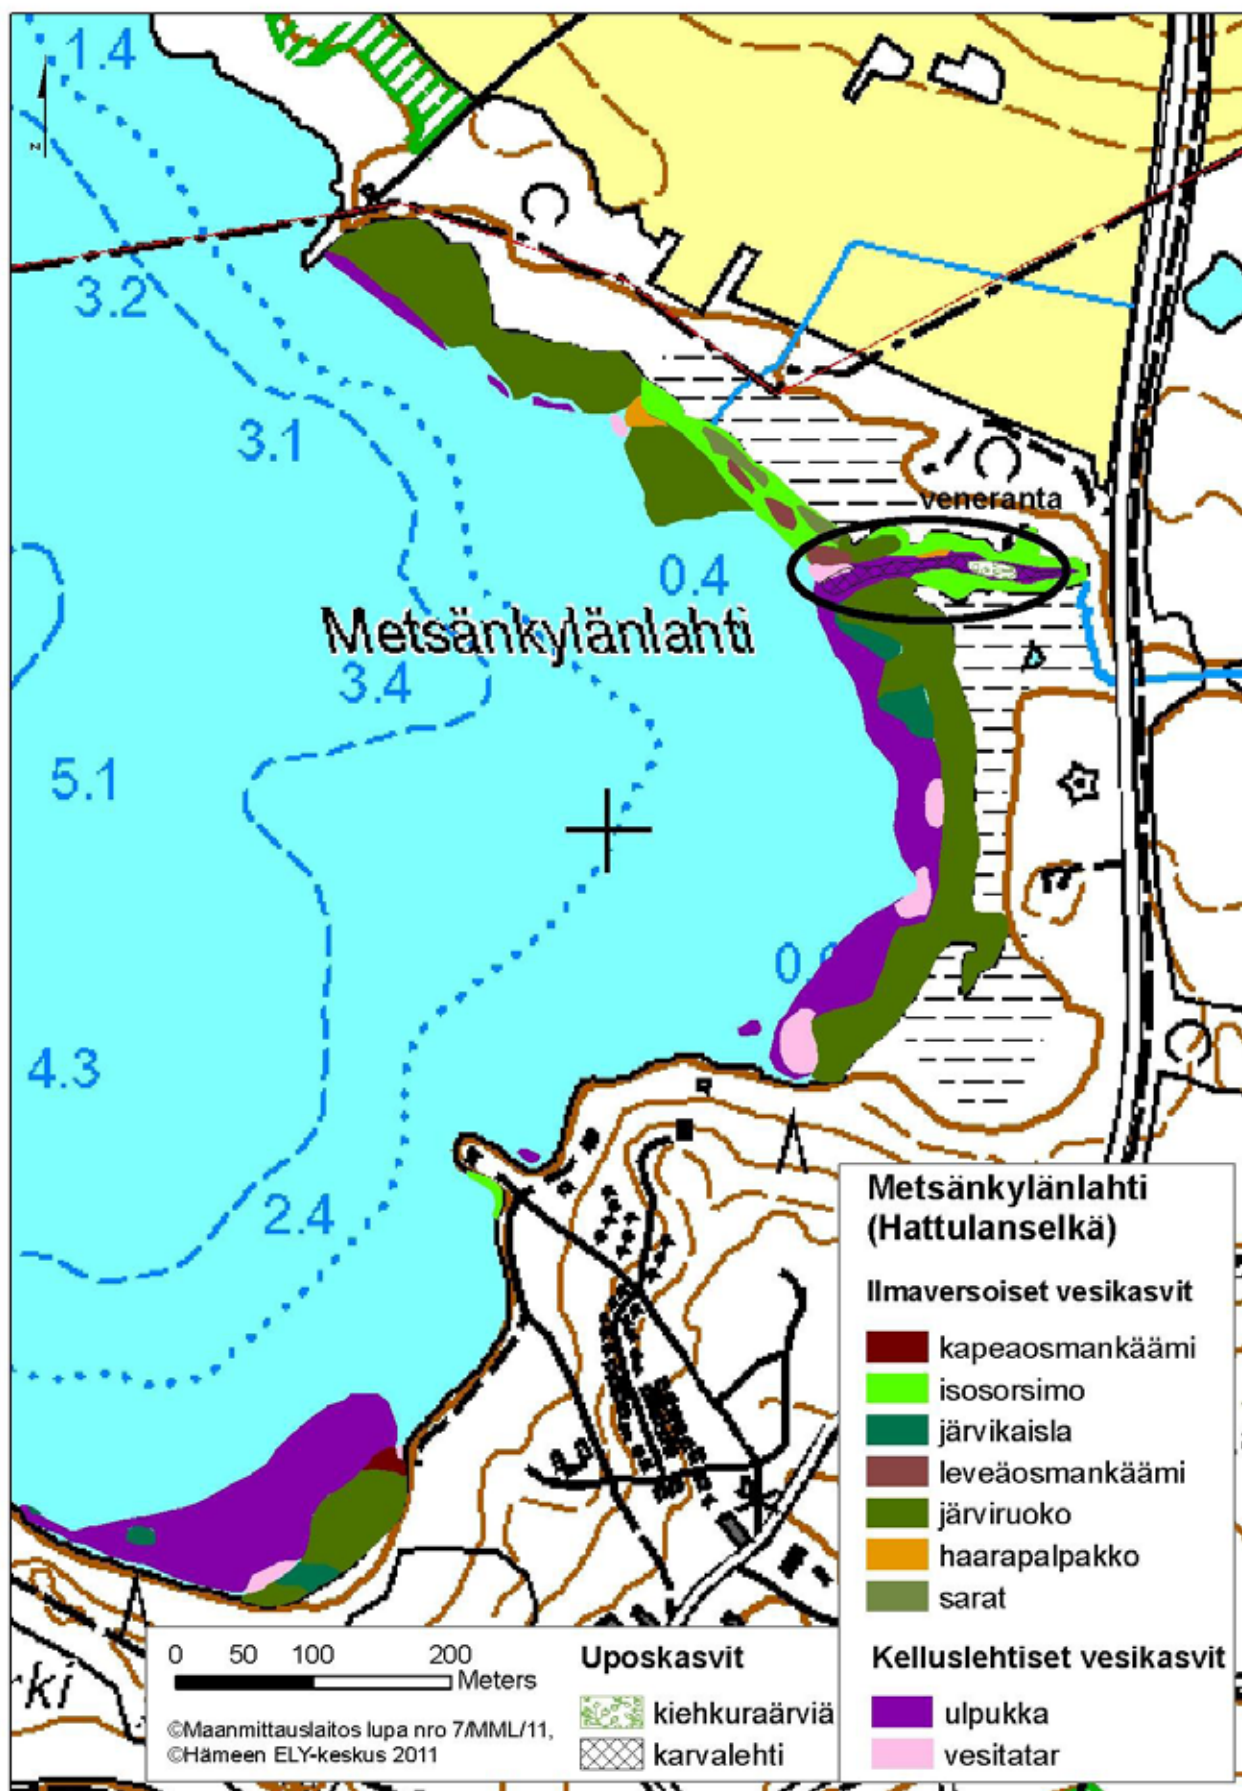 1.4
N
3.2
3.1
veneranta
0.4
Metsänkylänlahti
3.4
5.1
4.3
2.4
Metsänkylänlahti
(Hattulanselkä)
Ilmaversoiset vesikasvit
kapeaosmankäämi
isosorsimo
järvikaisla
leveäosmankäämi
järviruoko
haarapalpakko
sarat
Kelluslehtiset vesikasvit
ulpukka
vesitatar
Uposkasvit
kiehkuraärviä
karvalehti
0 50 100 200
Meters
©Maanmittauslaitos lupa nro 7/MML/11,
©Hämeen ELY-keskus 2011
rki